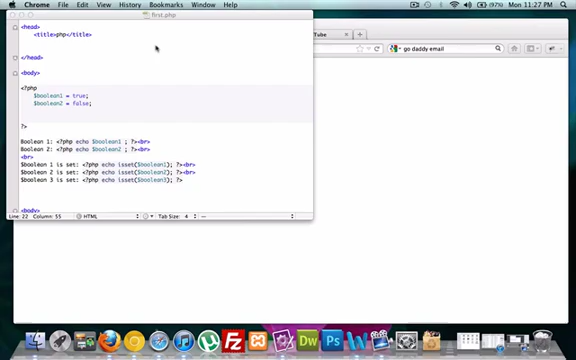 Chrome File Edit View History Bookmarks Window Help
(97%) Mon 11:27 PM
first.php
Tube
go daddy email
<head>
<title>php</title>
</head>
<body>
<?php
$boolean1 = true;
$boolean2 = false;
?>
Boolean 1: <?php echo $boolean1 ; ?><br>
Boolean 2: <?php echo $boolean2 ; ?><br>
<br>
$boolean 1 is set: <?php echo isset($boolean1); ?><br>
$boolean 2 is set: <?php echo isset($boolean2); ?><br>
$boolean 3 is set: <?php echo isset($boolean3); ?>
<body>
Line: 22 Column: 55 HTML Tab Size: 4 —
Dw Ps W